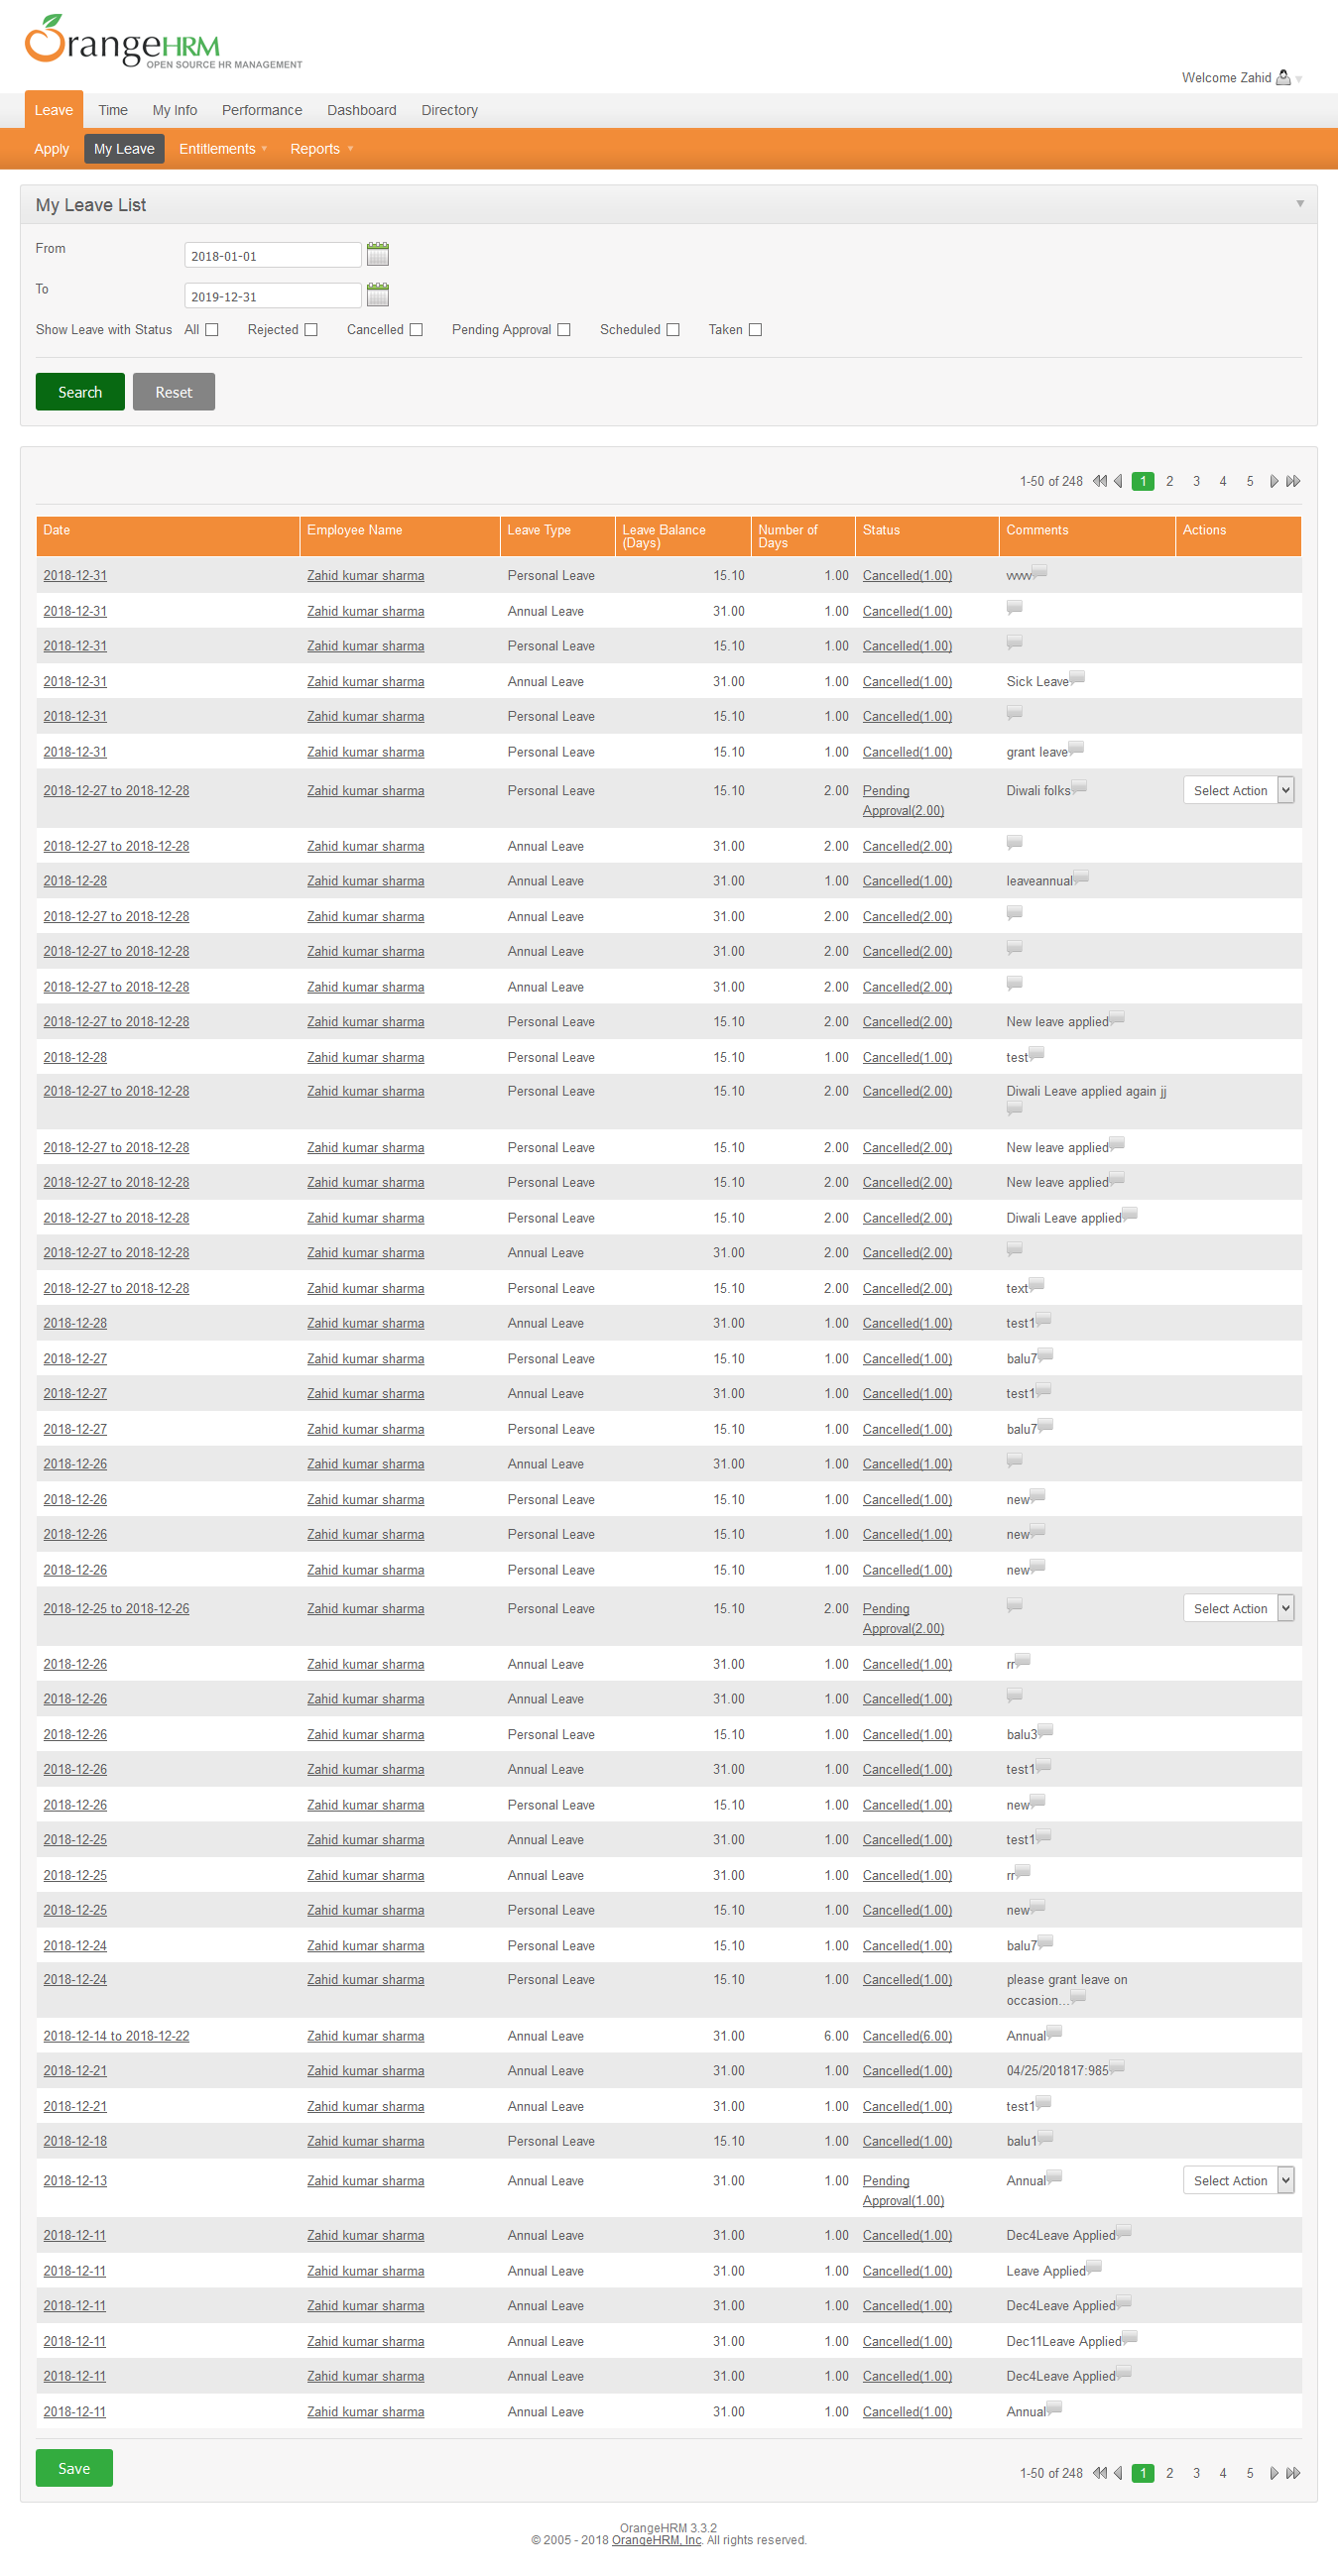 OrangeHRM
OPEN SOURCE HR MANAGEMENT
Welcome Zahid
Leave Time My Info Performance Dashboard Directory
Apply My Leave Entitlements Reports
My Leave List
From 2018-01-01
To 2019-12-31
Show Leave with Status All Rejected Cancelled Pending Approval Scheduled Taken
Search Reset
1-50 of 248 1 2 3 4 5
Date Employee Name Leave Type Leave Balance (Days) Number of Days Status Comments Actions
2018-12-31 Zahid kumar sharma Personal Leave 15.10 1.00 Cancelled(1.00) vvvv
2018-12-31 Zahid kumar sharma Annual Leave 31.00 1.00 Cancelled(1.00)
2018-12-31 Zahid kumar sharma Personal Leave 15.10 1.00 Cancelled(1.00)
2018-12-31 Zahid kumar sharma Annual Leave 31.00 1.00 Cancelled(1.00) Sick Leave
2018-12-31 Zahid kumar sharma Personal Leave 15.10 1.00 Cancelled(1.00)
2018-12-31 Zahid kumar sharma Personal Leave 15.10 1.00 Cancelled(1.00) grant leave
2018-12-27 to 2018-12-28 Zahid kumar sharma Personal Leave 15.10 2.00 Pending Approval(2.00) Diwali folks Select Action
2018-12-27 to 2018-12-28 Zahid kumar sharma Annual Leave 31.00 2.00 Cancelled(2.00)
2018-12-28 Zahid kumar sharma Annual Leave 31.00 1.00 Cancelled(1.00) leaveannual
2018-12-27 to 2018-12-28 Zahid kumar sharma Annual Leave 31.00 2.00 Cancelled(2.00)
2018-12-27 to 2018-12-28 Zahid kumar sharma Annual Leave 31.00 2.00 Cancelled(2.00)
2018-12-27 to 2018-12-28 Zahid kumar sharma Annual Leave 31.00 2.00 Cancelled(2.00)
2018-12-27 to 2018-12-28 Zahid kumar sharma Personal Leave 15.10 2.00 Cancelled(2.00) New leave applied
2018-12-28 Zahid kumar sharma Personal Leave 15.10 1.00 Cancelled(1.00) test
2018-12-27 to 2018-12-28 Zahid kumar sharma Personal Leave 15.10 2.00 Cancelled(2.00) Diwali Leave applied again jj
2018-12-27 to 2018-12-28 Zahid kumar sharma Personal Leave 15.10 2.00 Cancelled(2.00) New leave applied
2018-12-27 to 2018-12-28 Zahid kumar sharma Personal Leave 15.10 2.00 Cancelled(2.00) New leave applied
2018-12-27 to 2018-12-28 Zahid kumar sharma Personal Leave 15.10 2.00 Cancelled(2.00) Diwali Leave applied
2018-12-27 to 2018-12-28 Zahid kumar sharma Annual Leave 31.00 2.00 Cancelled(2.00)
2018-12-27 to 2018-12-28 Zahid kumar sharma Personal Leave 15.10 2.00 Cancelled(2.00) text
2018-12-28 Zahid kumar sharma Annual Leave 31.00 1.00 Cancelled(1.00) test1
2018-12-27 Zahid kumar sharma Personal Leave 15.10 1.00 Cancelled(1.00) balu7
2018-12-27 Zahid kumar sharma Annual Leave 31.00 1.00 Cancelled(1.00) test1
2018-12-27 Zahid kumar sharma Personal Leave 15.10 1.00 Cancelled(1.00) balu7
2018-12-26 Zahid kumar sharma Annual Leave 31.00 1.00 Cancelled(1.00)
2018-12-26 Zahid kumar sharma Personal Leave 15.10 1.00 Cancelled(1.00) new
2018-12-26 Zahid kumar sharma Personal Leave 15.10 1.00 Cancelled(1.00) new
2018-12-26 Zahid kumar sharma Personal Leave 15.10 1.00 Cancelled(1.00) new
2018-12-25 to 2018-12-26 Zahid kumar sharma Personal Leave 15.10 2.00 Pending Approval(2.00) Select Action
2018-12-26 Zahid kumar sharma Annual Leave 31.00 1.00 Cancelled(1.00) rr
2018-12-26 Zahid kumar sharma Annual Leave 31.00 1.00 Cancelled(1.00)
2018-12-26 Zahid kumar sharma Personal Leave 15.10 1.00 Cancelled(1.00) balu3
2018-12-26 Zahid kumar sharma Annual Leave 31.00 1.00 Cancelled(1.00) test1
2018-12-26 Zahid kumar sharma Personal Leave 15.10 1.00 Cancelled(1.00) new
2018-12-25 Zahid kumar sharma Annual Leave 31.00 1.00 Cancelled(1.00) test1
2018-12-25 Zahid kumar sharma Annual Leave 31.00 1.00 Cancelled(1.00) rr
2018-12-25 Zahid kumar sharma Personal Leave 15.10 1.00 Cancelled(1.00) new
2018-12-24 Zahid kumar sharma Personal Leave 15.10 1.00 Cancelled(1.00) balu7
2018-12-24 Zahid kumar sharma Personal Leave 15.10 1.00 Cancelled(1.00) please grant leave on occasion...
2018-12-14 to 2018-12-22 Zahid kumar sharma Annual Leave 31.00 6.00 Cancelled(6.00) Annual
2018-12-21 Zahid kumar sharma Annual Leave 31.00 1.00 Cancelled(1.00) 04/25/201817:985
2018-12-21 Zahid kumar sharma Annual Leave 31.00 1.00 Cancelled(1.00) test1
2018-12-18 Zahid kumar sharma Personal Leave 15.10 1.00 Cancelled(1.00) balu1
2018-12-13 Zahid kumar sharma Annual Leave 31.00 1.00 Pending Approval(1.00) Annual Select Action
2018-12-11 Zahid kumar sharma Annual Leave 31.00 1.00 Cancelled(1.00) Dec4Leave Applied
2018-12-11 Zahid kumar sharma Annual Leave 31.00 1.00 Cancelled(1.00) Leave Applied
2018-12-11 Zahid kumar sharma Annual Leave 31.00 1.00 Cancelled(1.00) Dec4Leave Applied
2018-12-11 Zahid kumar sharma Annual Leave 31.00 1.00 Cancelled(1.00) Dec11Leave Applied
2018-12-11 Zahid kumar sharma Annual Leave 31.00 1.00 Cancelled(1.00) Dec4Leave Applied
2018-12-11 Zahid kumar sharma Annual Leave 31.00 1.00 Cancelled(1.00) Annual
Save
1-50 of 248 1 2 3 4 5
OrangeHRM 3.3.2
© 2005 - 2018 OrangeHRM, Inc. All rights reserved.